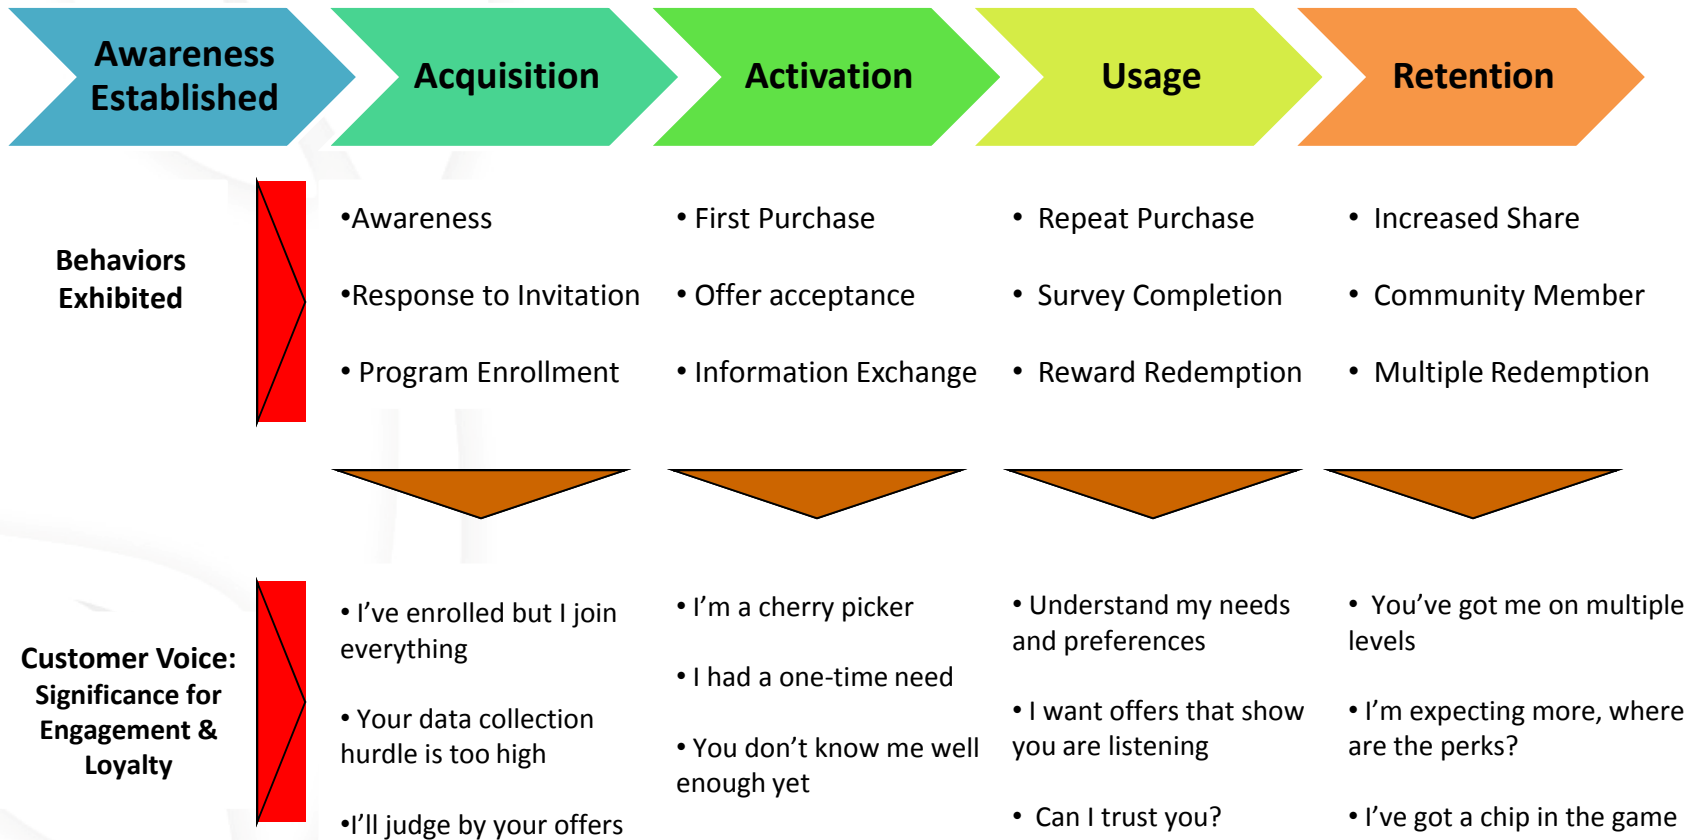 Awareness
Established
Acquisition
Activation
Usage
Retention
Behaviors
Exhibited
•Awareness
•Response to Invitation
• Program Enrollment
• First Purchase
• Offer acceptance
• Information Exchange
• Repeat Purchase
• Survey Completion
• Reward Redemption
• Increased Share
• Community Member
• Multiple Redemption
Customer Voice:
Significance for
Engagement &
Loyalty
• I’ve enrolled but I join
everything
• Your data collection
hurdle is too high
•I’ll judge by your offers
• I’m a cherry picker
• I had a one-time need
• You don’t know me well
enough yet
• Understand my needs
and preferences
• I want offers that show
you are listening
• Can I trust you?
• You’ve got me on multiple
levels
• I’m expecting more, where
are the perks?
• I’ve got a chip in the game